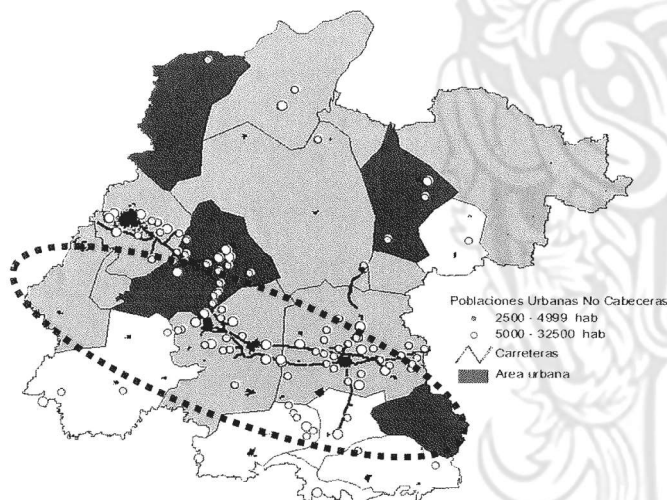 Poblaciones Urbanas No Cabeceras
2500 - 4999 hab
5000 - 32500 hab
Carreteras
Area urbana